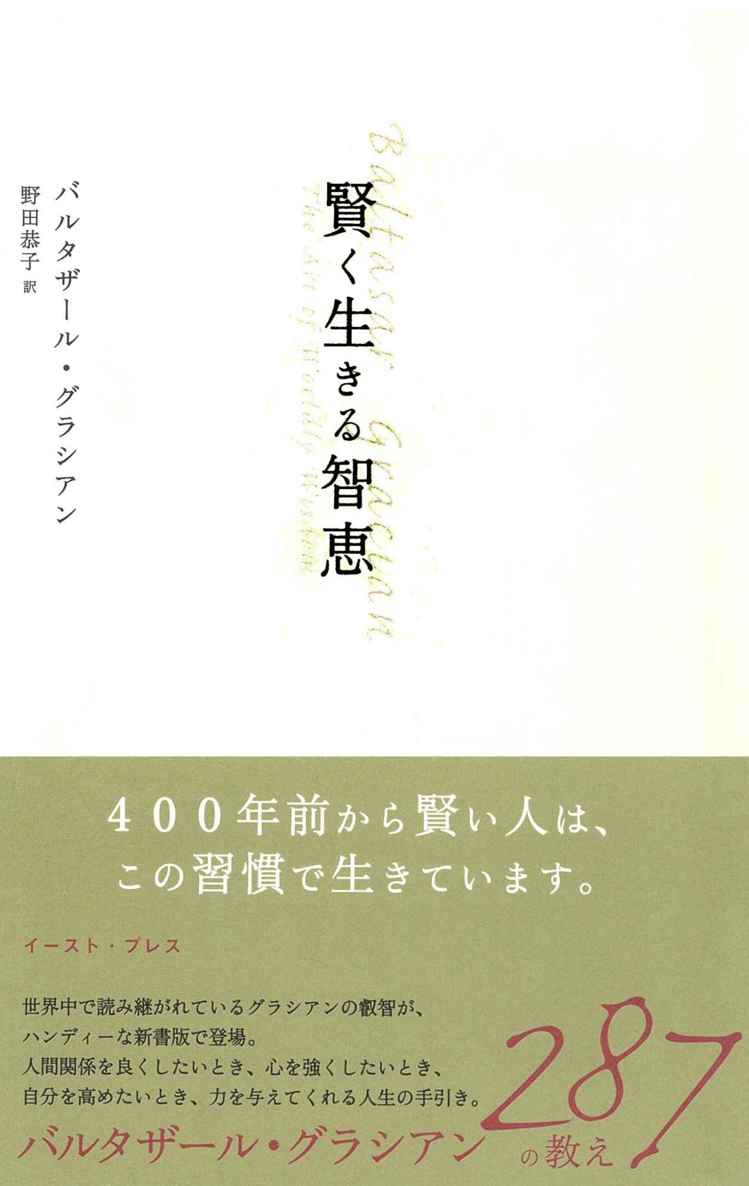 賢く生きる智恵
Baltasar Gracian
The Art of Worldly Wisdom
バルタザール・グラシアン
野田恭子 訳
400年前から賢い人は、
この習慣で生きています。
イースト・プレス
世界中で読み継がれているグラシアンの叡智が、
ハンディーな新書版で登場。
人間関係を良くしたいとき、心を強くしたいとき、
自分を高めたいとき、力を与えてくれる人生の手引き。
バルタザール・グラシアンの教え
287